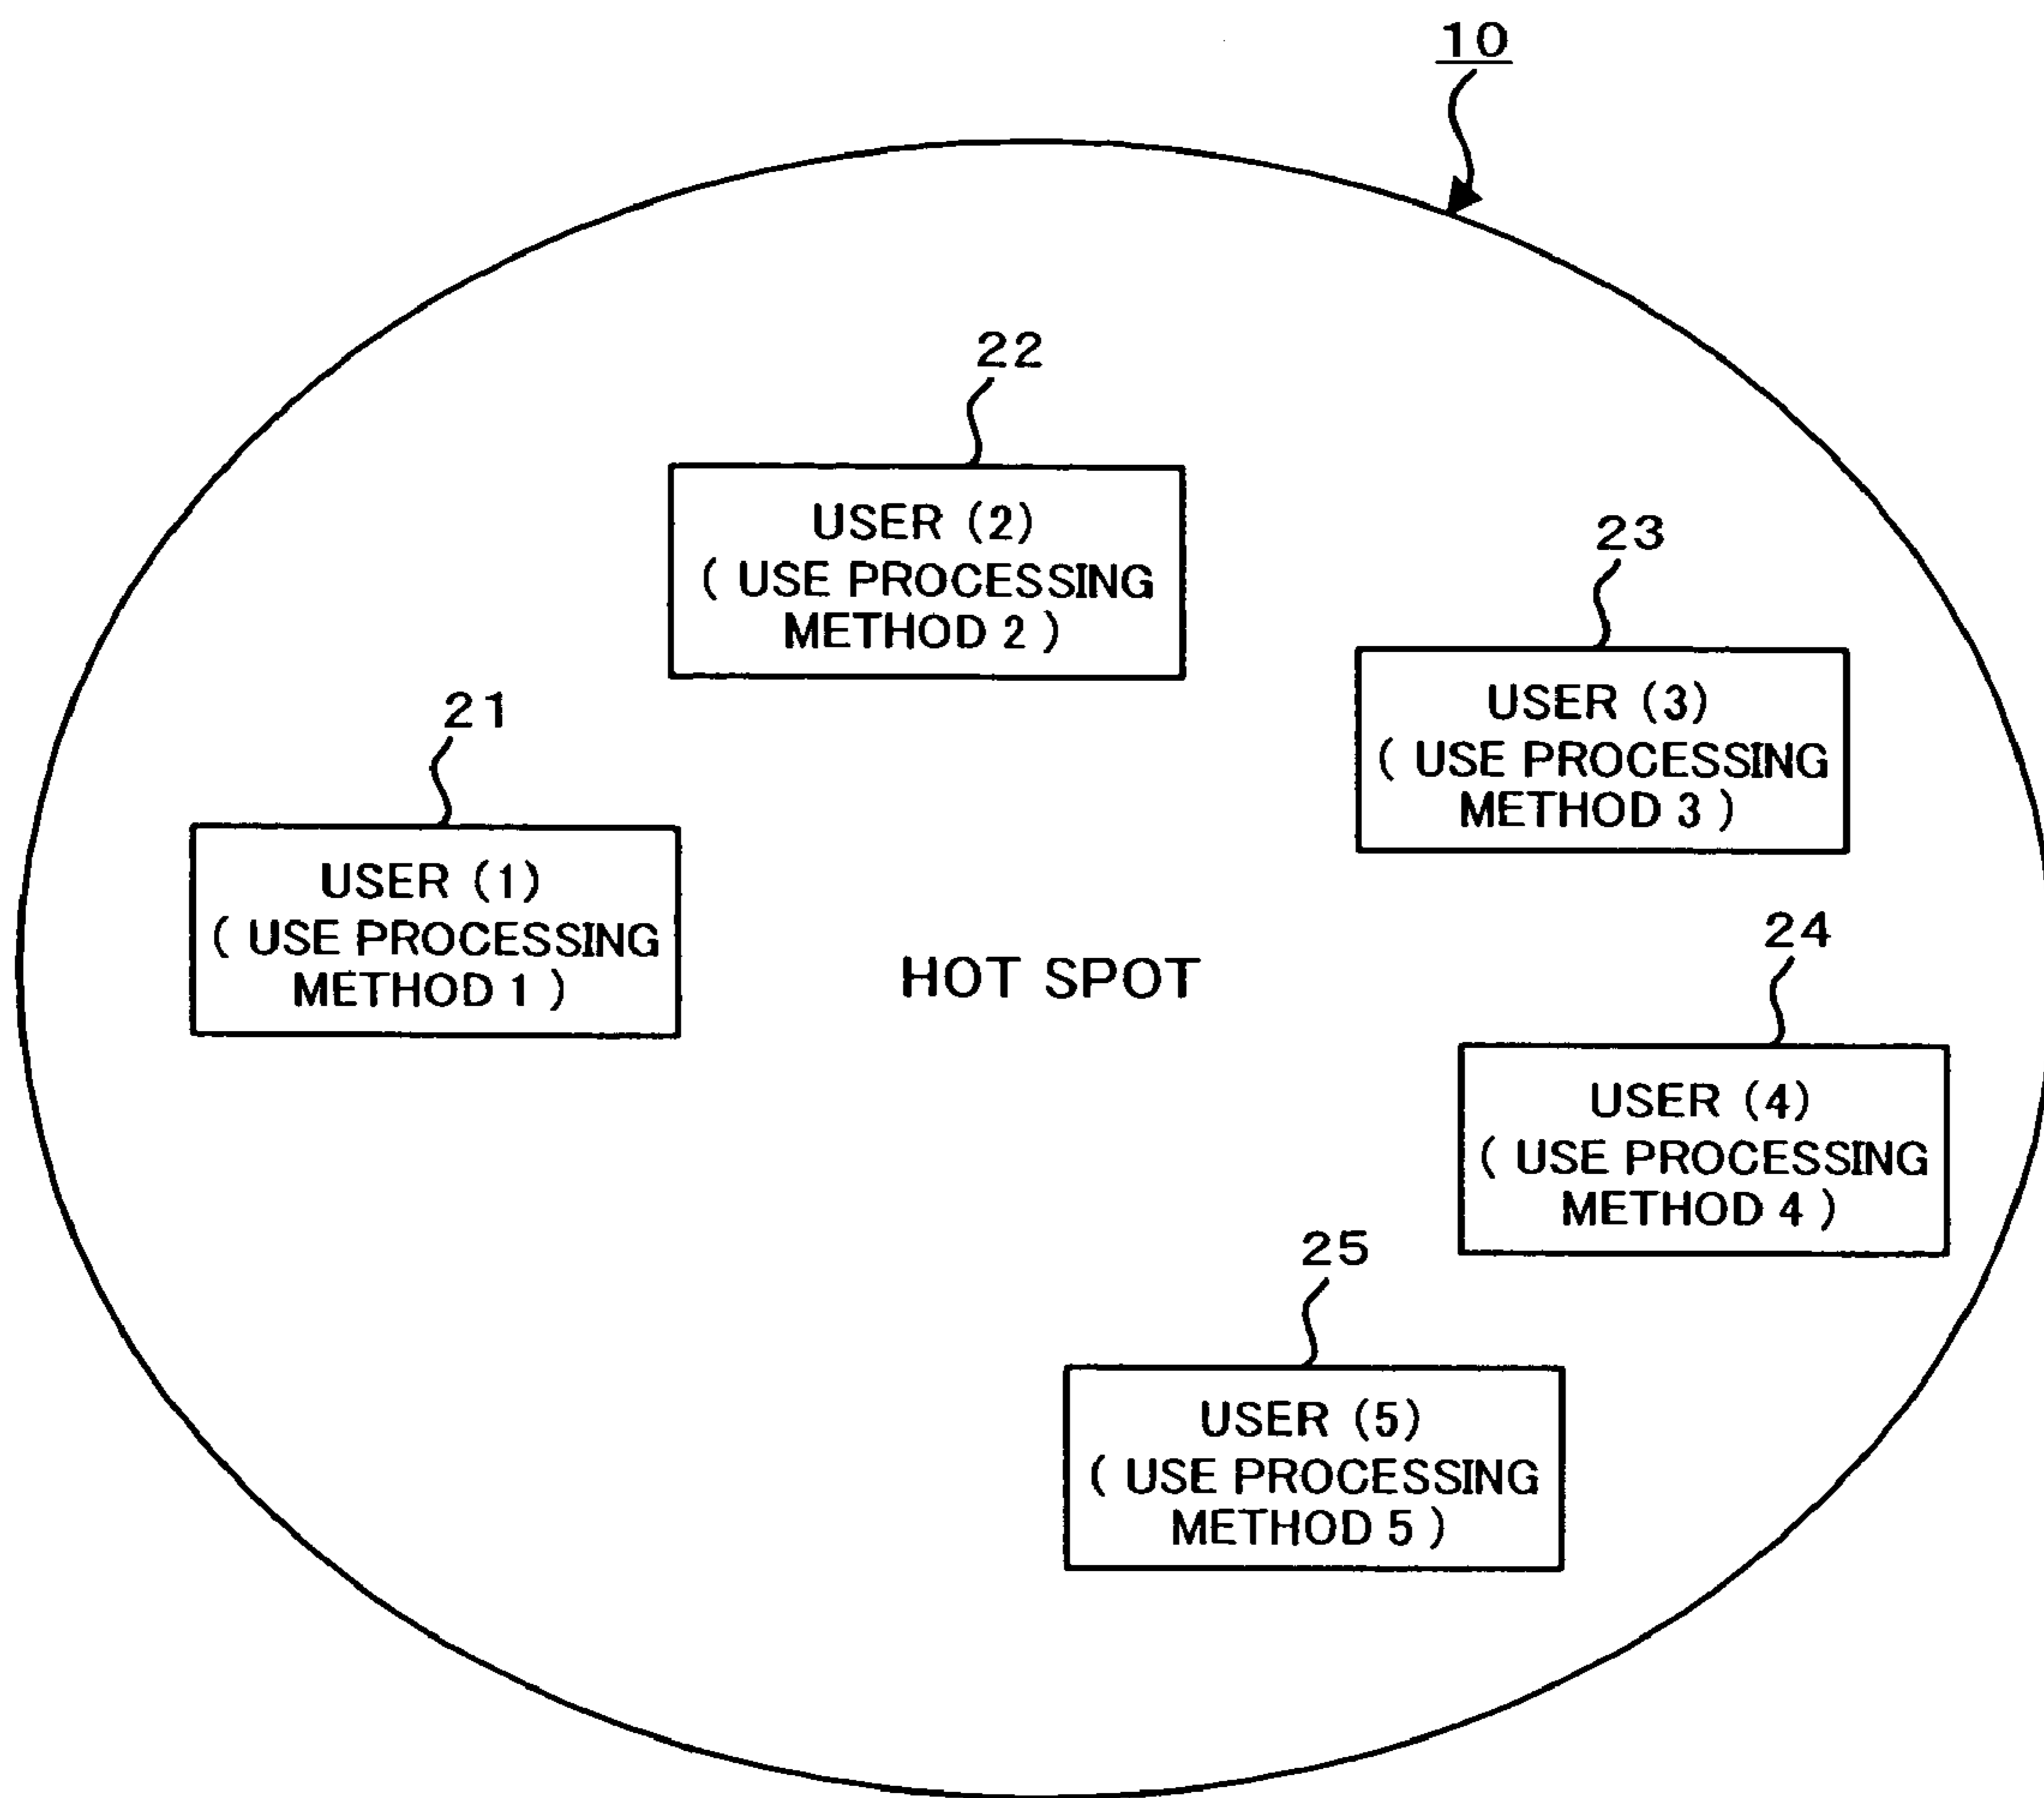 10
22
USER (2)
( USE PROCESSING
METHOD 2 )
23
USER (3)
( USE PROCESSING
METHOD 3 )
21
USER (1)
( USE PROCESSING
METHOD 1 )
HOT SPOT
24
USER (4)
( USE PROCESSING
METHOD 4 )
25
USER (5)
( USE PROCESSING
METHOD 5 )